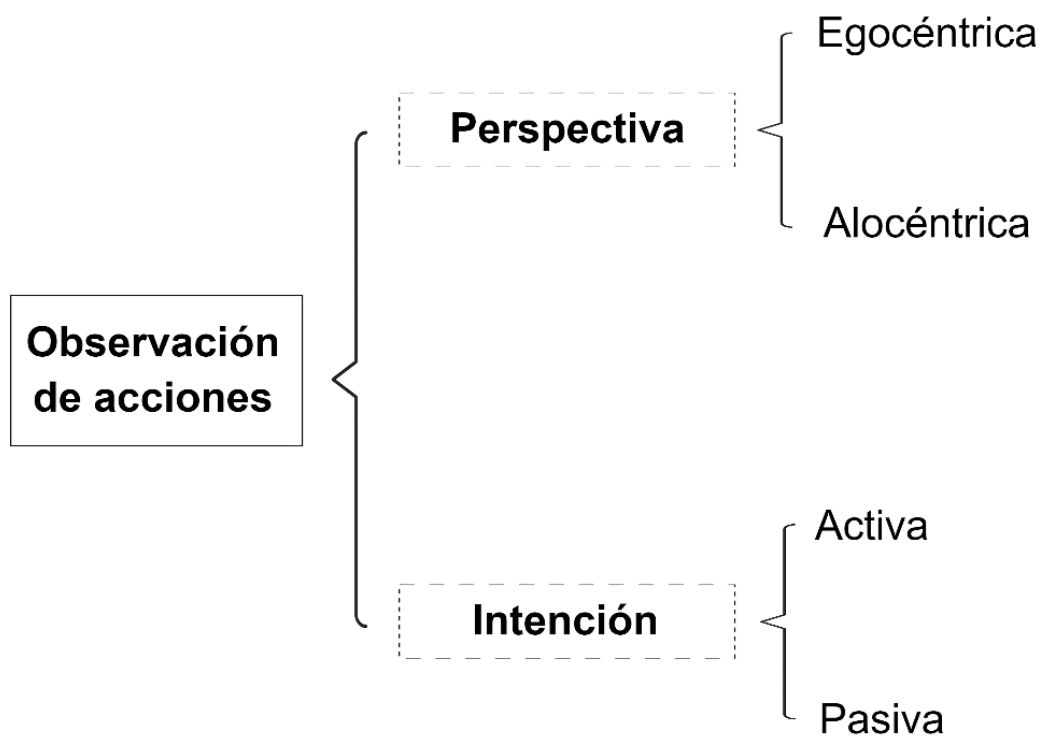 Egocéntrica
Perspectiva
Alocéntrica
Observación
de acciones
Activa
Intención
Pasiva